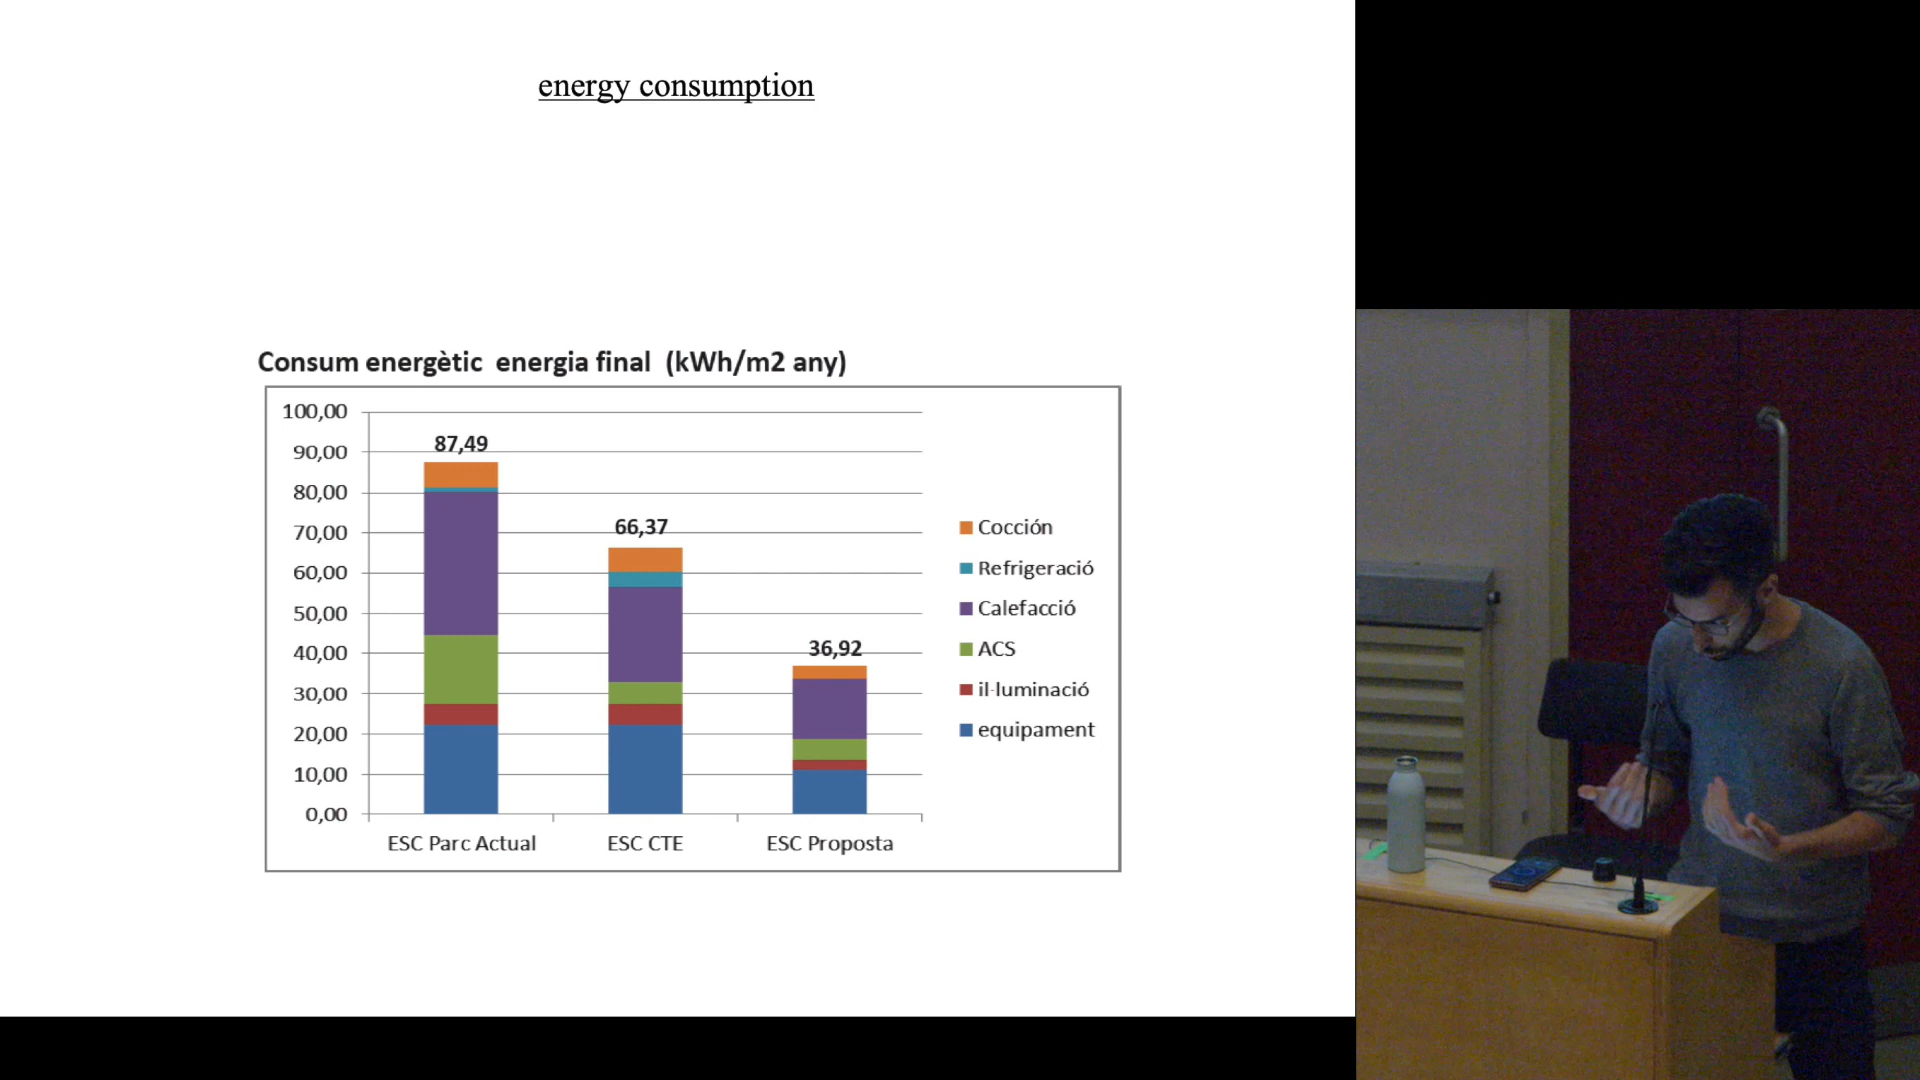 energy consumption
Consum energètic energia final (kWh/m2 any)
100,00
90,00
80,00
70,00
60,00
50,00
40,00
30,00
20,00
10,00
0,00
87,49
66,37
36,92
ESC Parc Actual
ESC CTE
ESC Proposta
Cocción
Refrigeració
Calefacció
ACS
il·luminació
equipament